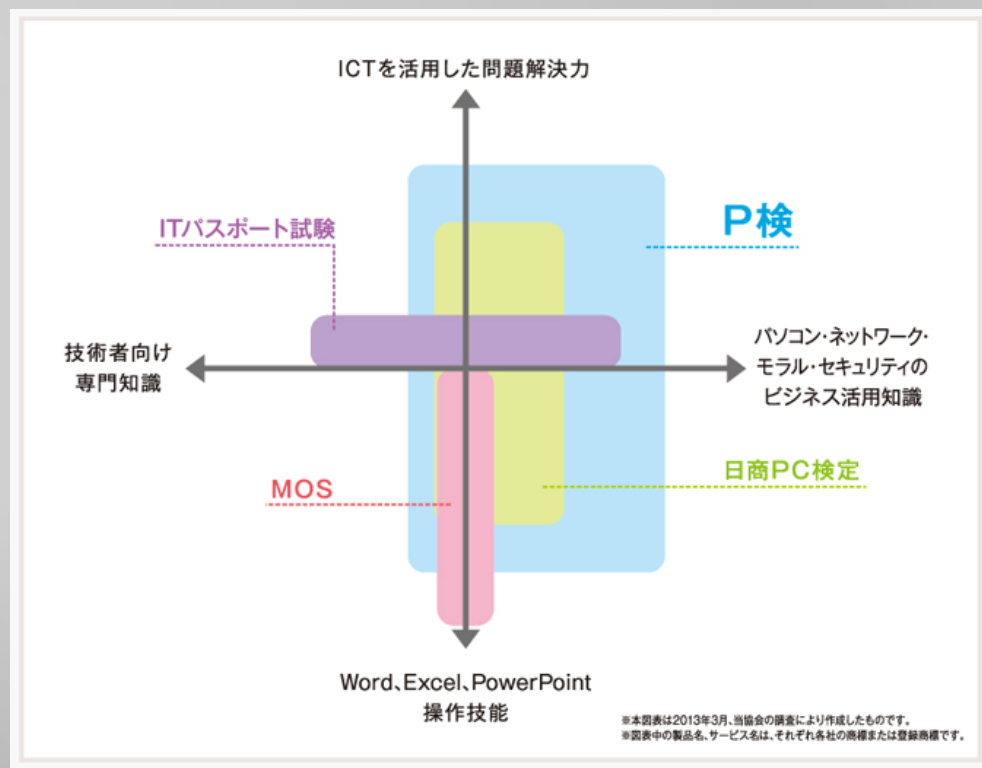 ICTを活用した問題解決力
ITパスポート試験
P検
技術者向け
専門知識
パソコン・ネットワーク・
モラル・セキュリティの
ビジネス活用知識
MOS
日商PC検定
Word、Excel、PowerPoint
操作技能
※本図表は2013年3月、当協会の調査により作成したものです。
※図表中の製品名、サービス名は、それぞれ各社の商標または登録商標です。